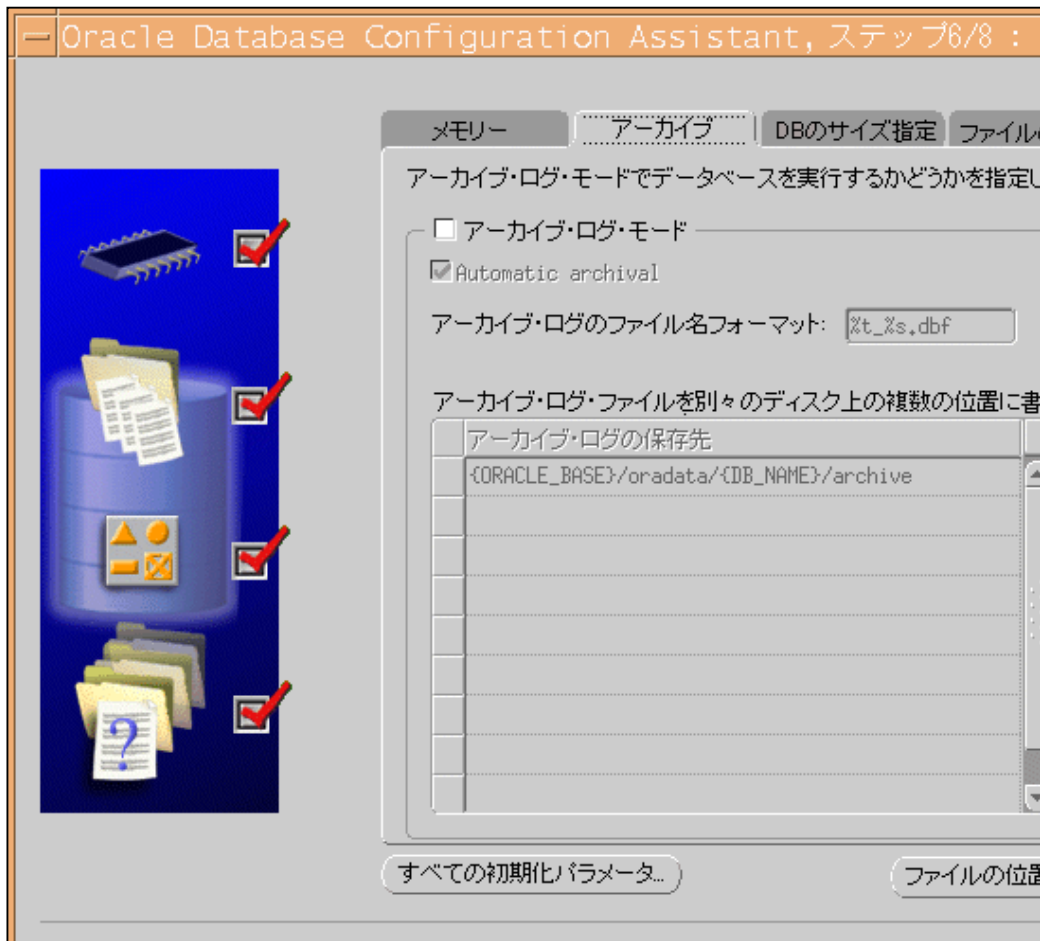 Oracle Database Configuration Assistant, ステップ6/8 :
メモリー アーカイブ DBのサイズ指定 ファイル
アーカイブ・ログ・モードでデータベースを実行するかどうかを指定し
アーカイブ・ログ・モード
Automatic archival
アーカイブ・ログのファイル名フォーマット: %t_%s.dbf
アーカイブ・ログ・ファイルを別々のディスク上の複数の位置に書
アーカイブ・ログの保存先
{ORACLE_BASE}/oradata/{DB_NAME}/archive
?
すべての初期化パラメータ... ファイルの位置